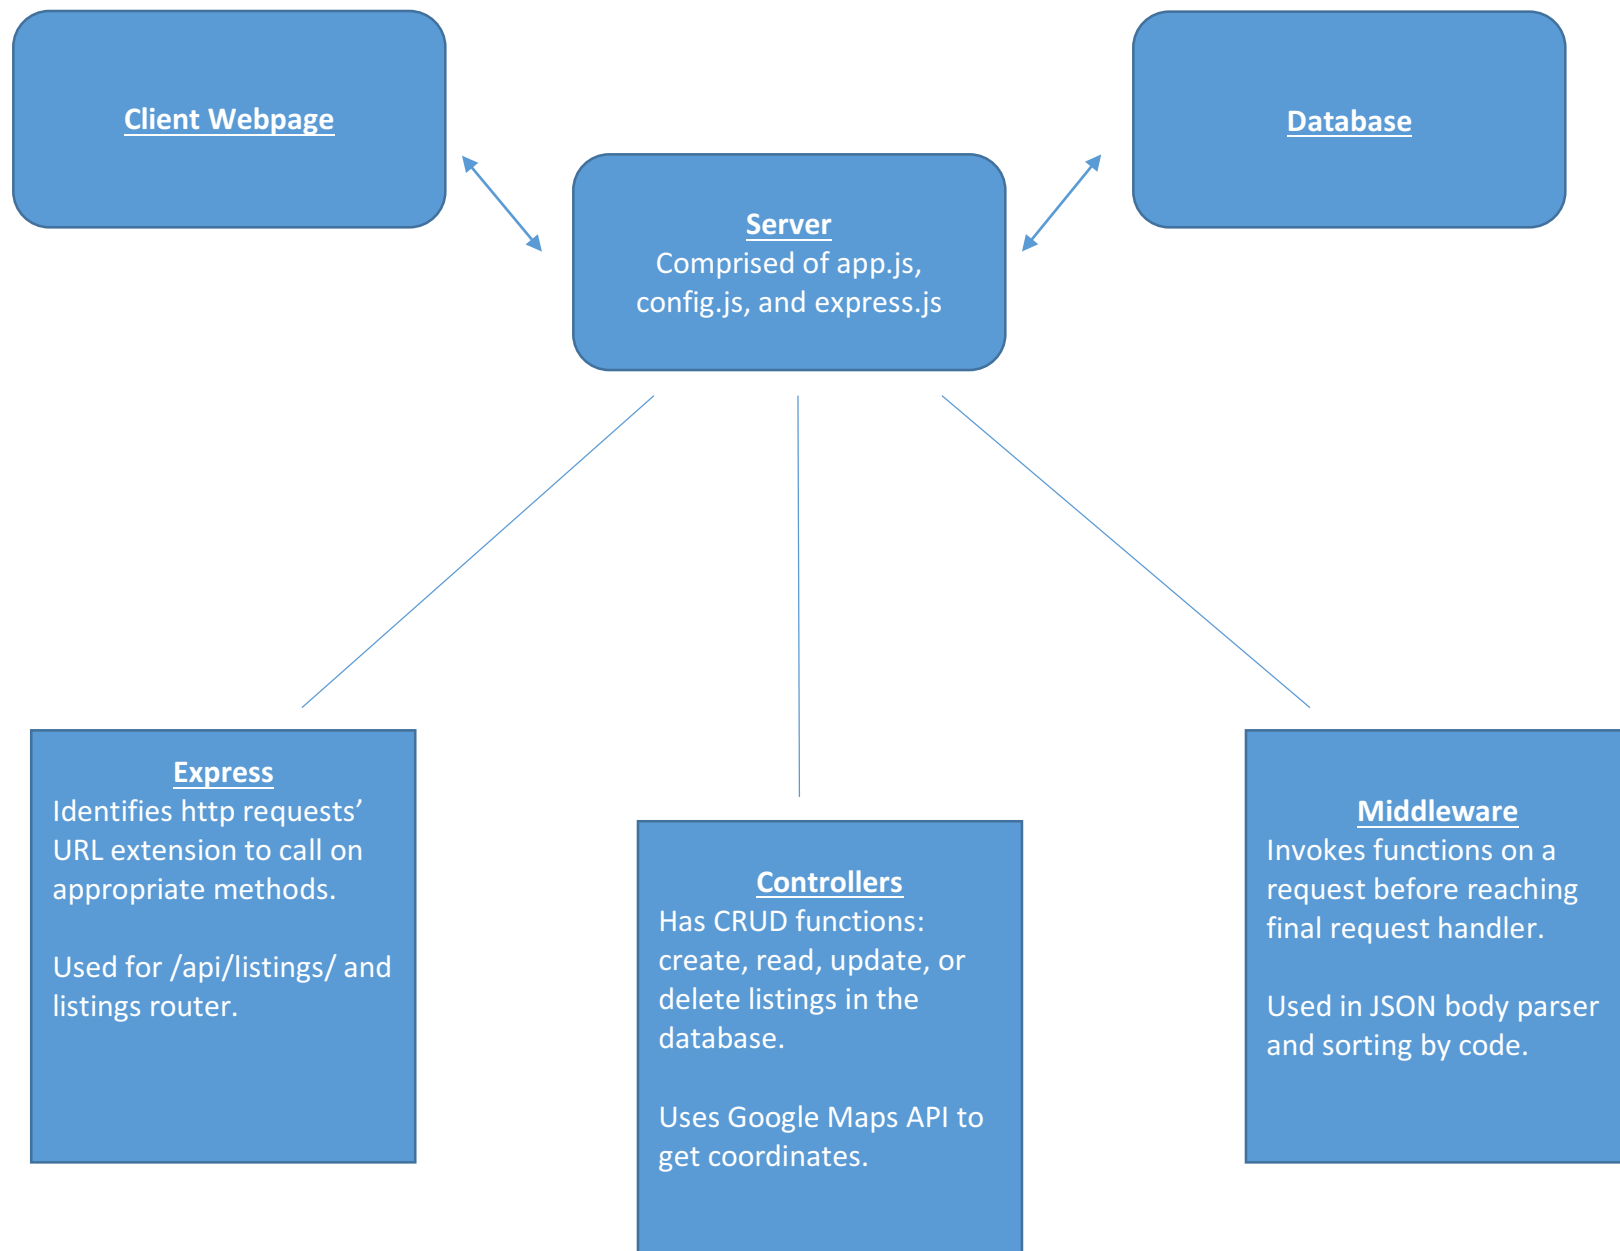 Client Webpage
Database
Server
Comprised of app.js,
config.js, and express.js
Express
Identifies http requests’
URL extension to call on
appropriate methods.
Used for /api/listings/ and
listings router.
Controllers
Has CRUD functions:
create, read, update, or
delete listings in the
database.
Uses Google Maps API to
get coordinates.
Middleware
Invokes functions on a
request before reaching
final request handler.
Used in JSON body parser
and sorting by code.